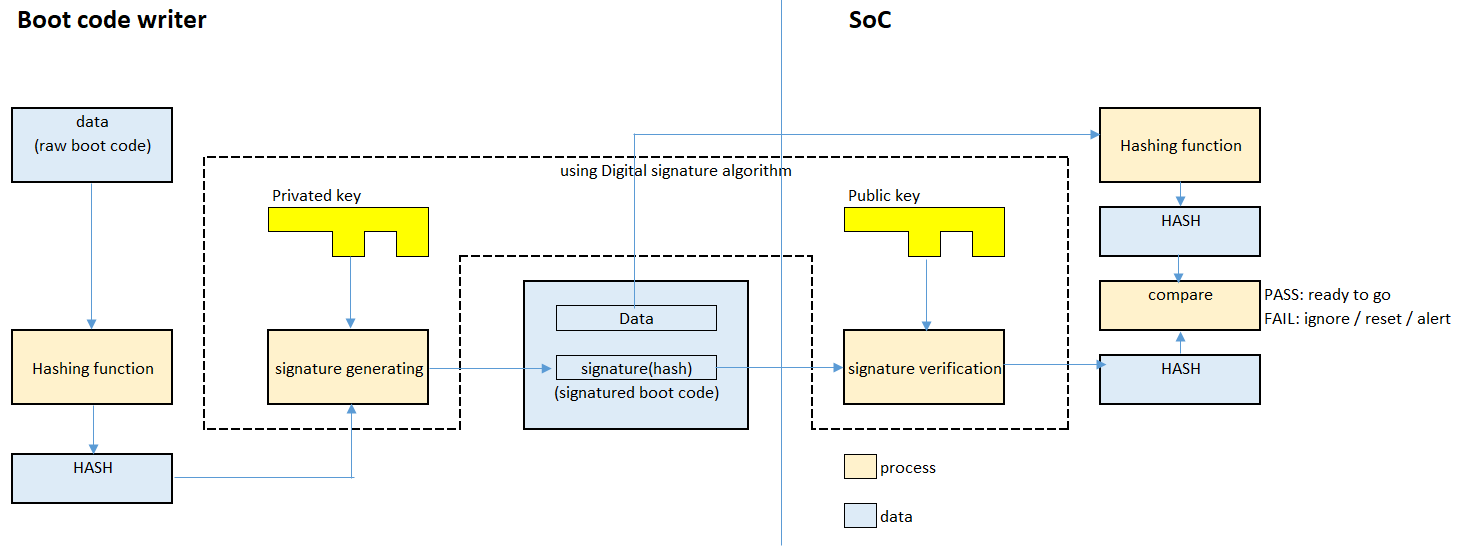 Boot code writer
SoC
data
(raw boot code)
Hashing function
HASH
using Digital signature algorithm
Privated key
signature generating
Data
signature(hash)
(signatured boot code)
Public key
signature verification
Hashing function
HASH
compare
PASS: ready to go
FAIL: ignore / reset / alert
HASH
process
data